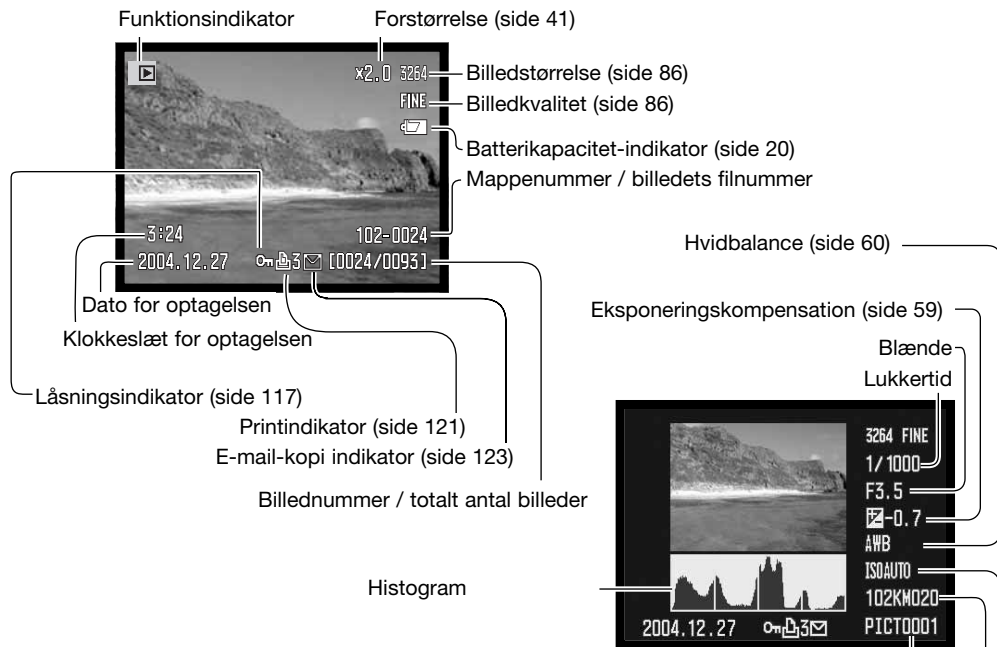 Funktionsindikator
Forstørrelse (side 41)
x2.0 3264
Billedstørrelse (side 86)
FINE
Billedkvalitet (side 86)
Batterikapacitet-indikator (side 20)
Mappenummer / billedets filnummer
3:24
102-0024
2004.12.27
3
[0024/0093]
Dato for optagelsen
Klokkeslæt for optagelsen
Låsningsindikator (side 117)
Printindikator (side 121)
E-mail-kopi indikator (side 123)
Billednummer / totalt antal billeder
Hvidbalance (side 60)
Eksponeringskompensation (side 59)
Blænde
Lukkertid
3264 FINE
1/1000
F3.5
-0.7
AWB
ISOAUTO
102KM020
PICT0001
Histogram
2004.12.27
3